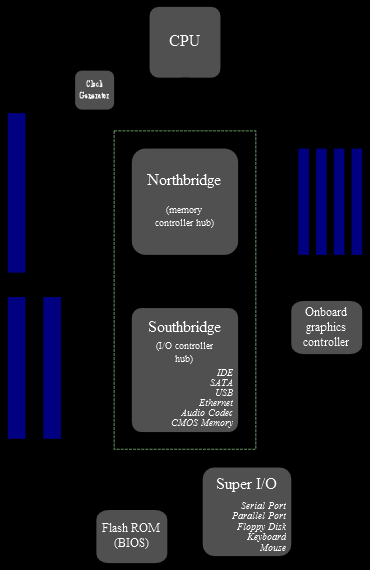 CPU
Clock
Generator
Northbridge
(memory
controller hub)
Onboard
graphics
controller
Southbridge
(I/O controller
hub)
IDE
SATA
USB
Ethernet
Audio Codec
CMOS Memory
Super I/O
Serial Port
Parallel Port
Floppy Disk
Keyboard
Mouse
Flash ROM
(BIOS)